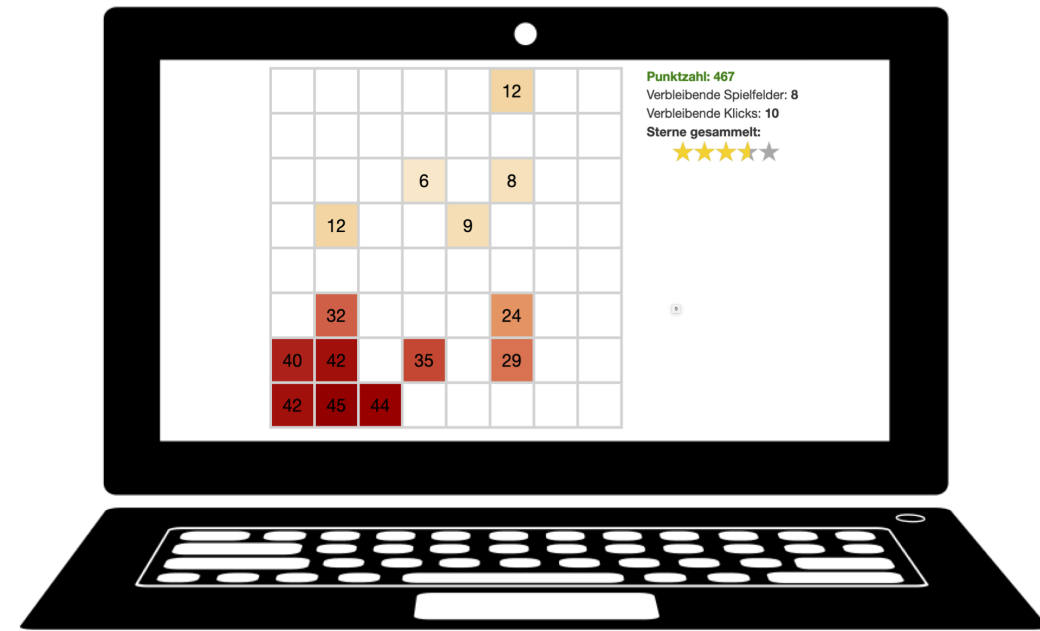 12
6 8
12 9
32 24
40 42 35 29
42 45 44
Punktzahl: 467
Verbleibende Spielfelder: 8
Verbleibende Klicks: 10
Sterne gesammelt: